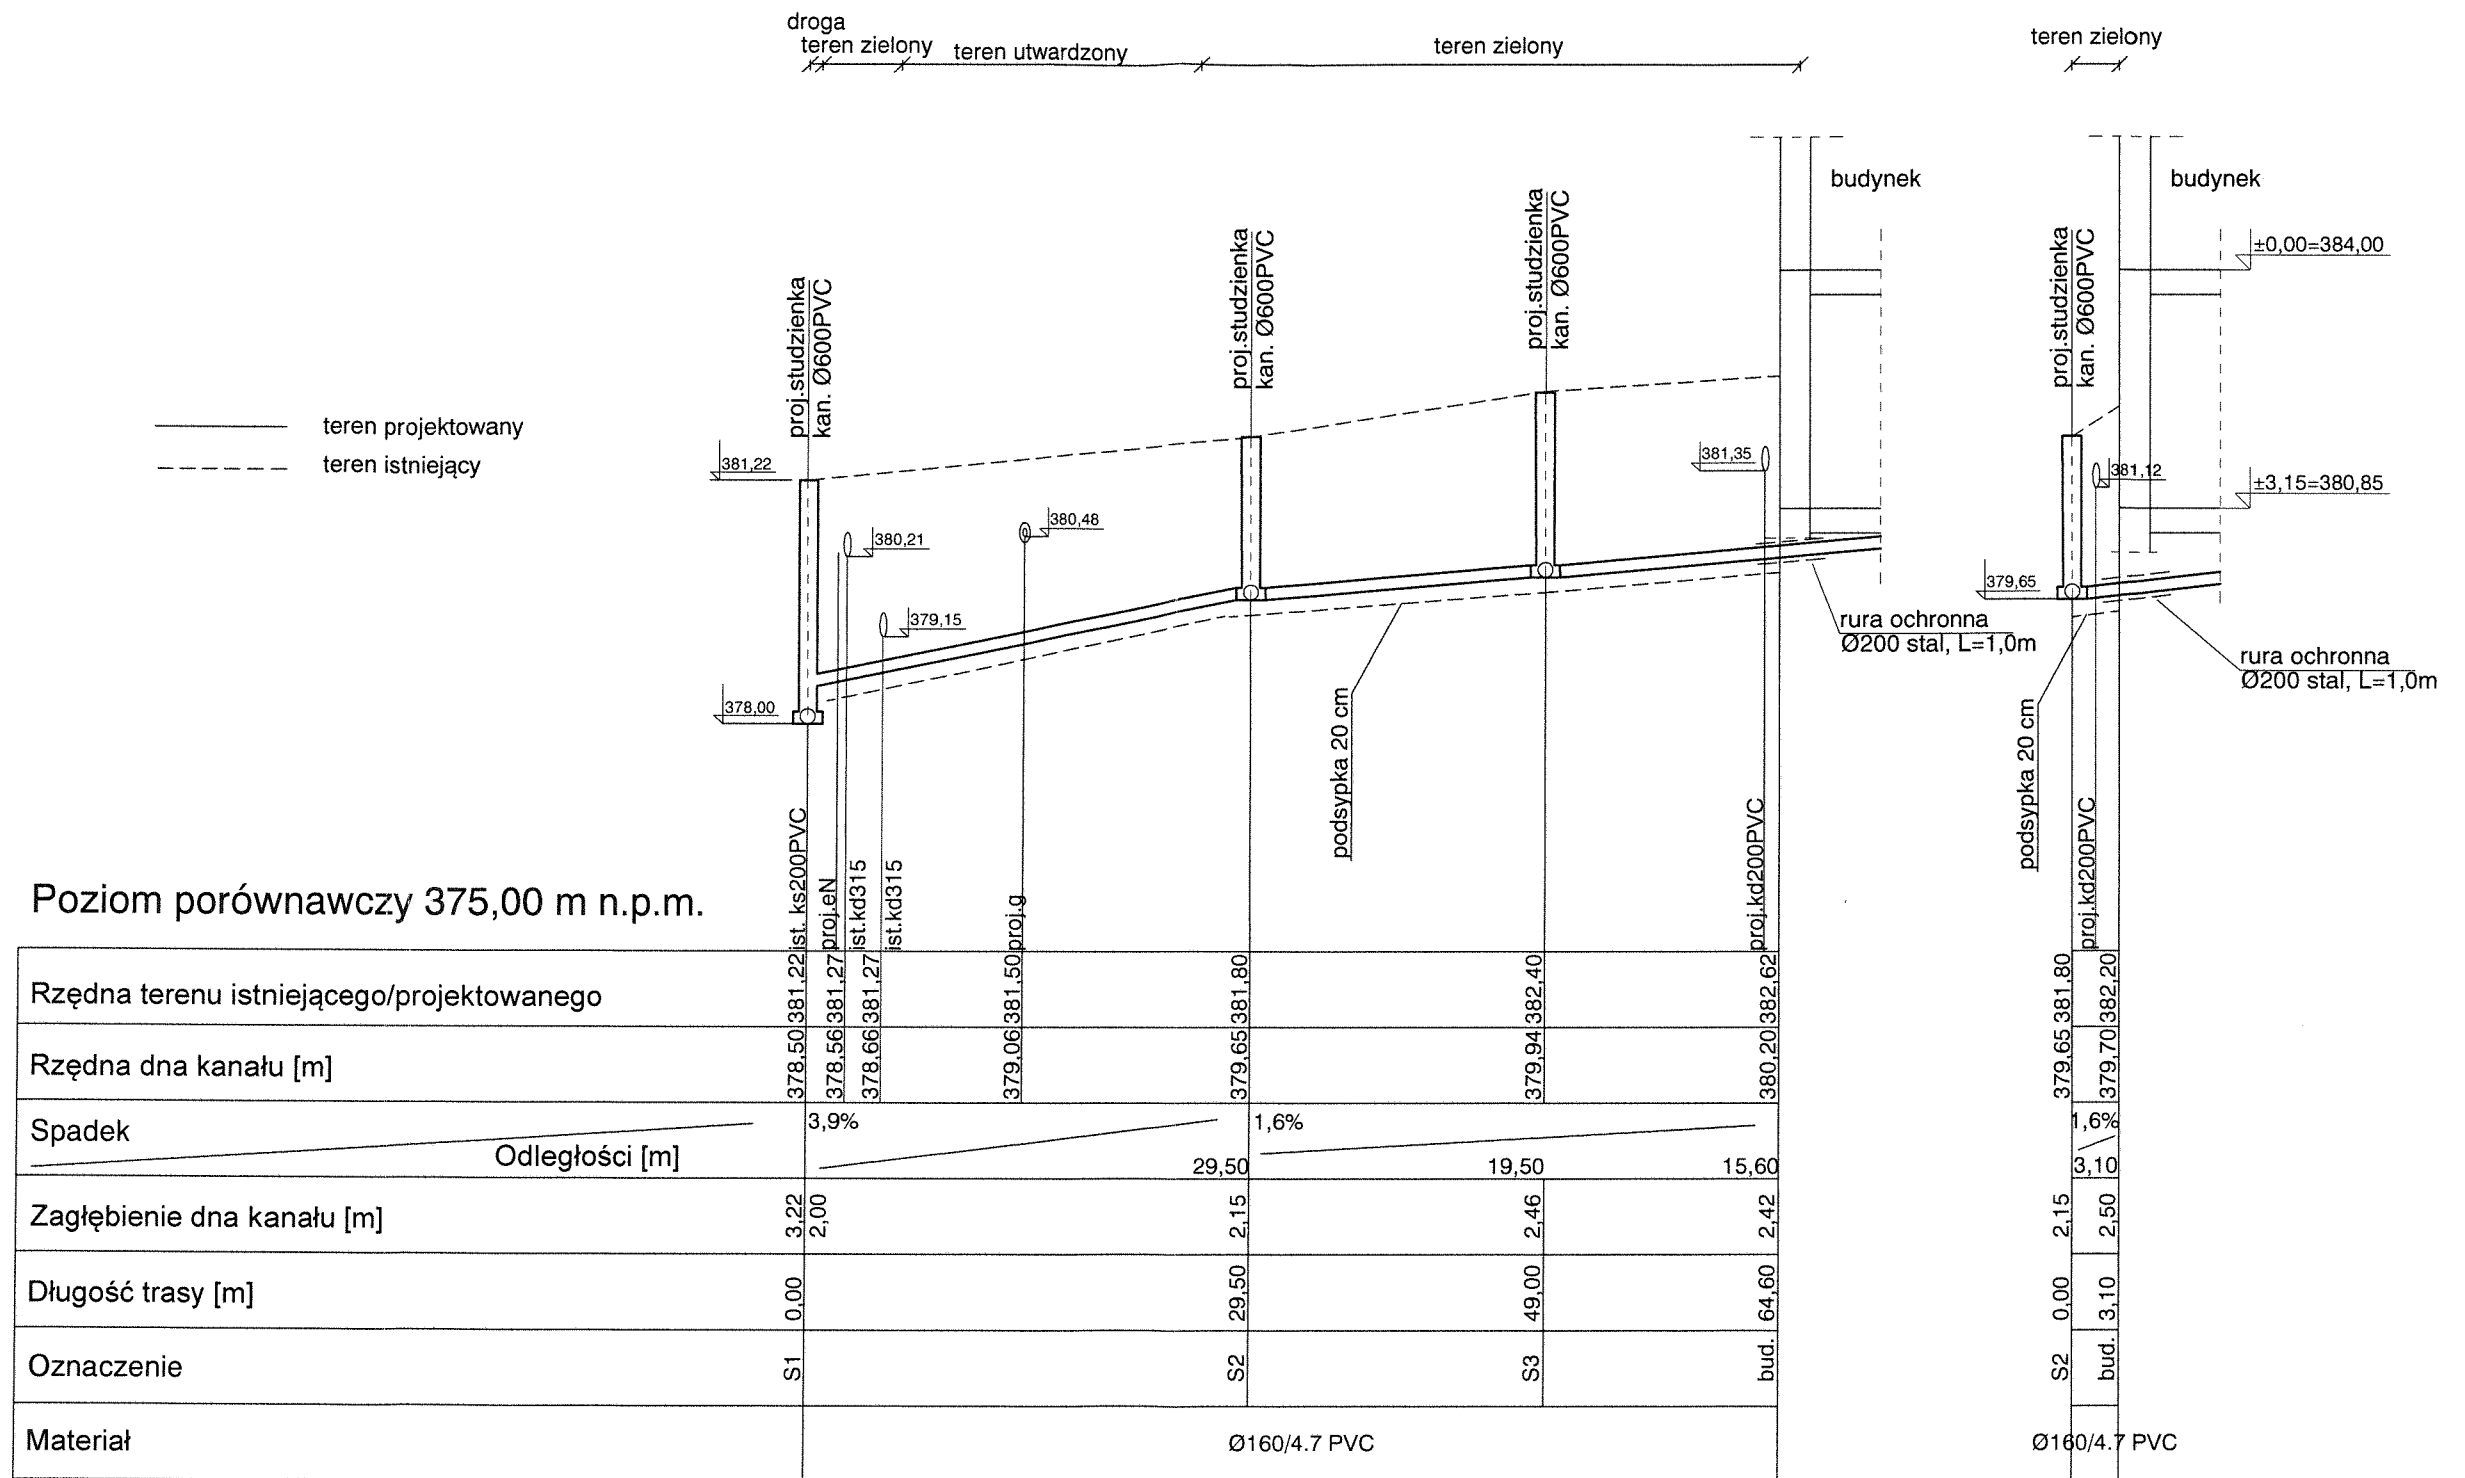 droga
teren zielony
teren utwardzony
teren zielony
teren zielony
budynek
budynek
proj.studzienka
kan. Ø600PVC
proj.studzienka
kan. Ø600PVC
proj.studzienka
kan. Ø600PVC
proj.studzienka
kan. Ø600PVC
±0,00=384,00
±3,15=380,85
teren projektowany
teren istniejący
381,22
380,21
380,48
379,15
378,00
381,35
381,12
379,65
rura ochronna
Ø200 stal, L=1,0m
rura ochronna
Ø200 stal, L=1,0m
podsypka 20 cm
podsypka 20 cm
ist. ks200PVC
proj.eN
ist.kd315
ist.kd315
proj.g
proj.kd200PVC
proj.kd200PVC
Poziom porównawczy 375,00 m n.p.m.
Rzędna terenu istniejącego/projektowanego
381,22 381,27 381,27 381,50 381,80 382,40 382,62 381,80 382,20
Rzędna dna kanału [m]
378,50 378,56 378,66 379,06 379,65 379,94 380,20 379,65 379,70
Spadek
3,9% 1,6% 1,6%
Odległości [m]
29,50 19,50 15,60 3,10
Zagłębienie dna kanału [m]
3,22 2,00 2,15 2,46 2,42 2,15 2,50
Długość trasy [m]
0,00 29,50 49,00 64,60 0,00 3,10
Oznaczenie
S1 S2 S3 bud. S2 bud.
Materiał
Ø160/4.7 PVC Ø160/4.7 PVC